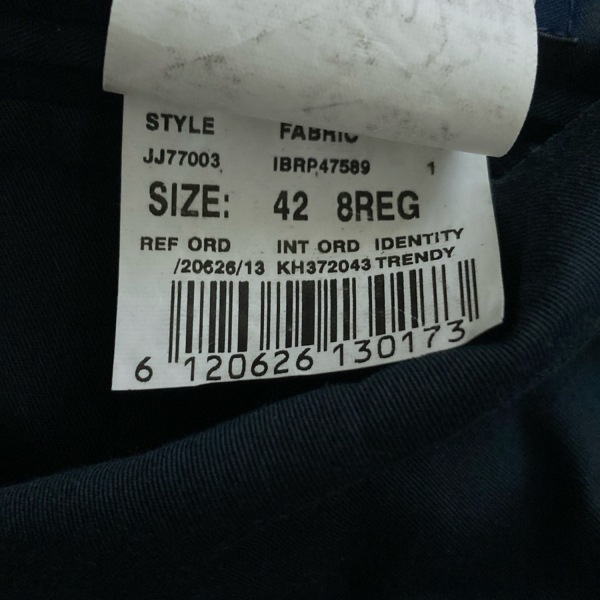 STYLE FABRIC
JJ77003 IBRP47589 1
SIZE: 42 8REG
REF ORD INT ORD IDENTITY
/20626/13 KH372043 TRENDY
6 120626 130173